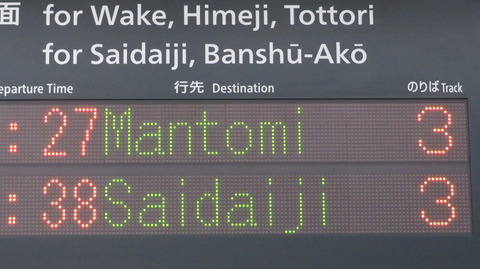 面 for Wake, Himeji, Tottori
for Saidaiji, Banshū-Akō
eparture Time 行先 Destination のりば Track
:27 Mantomi 3
:38 Saidaiji 3